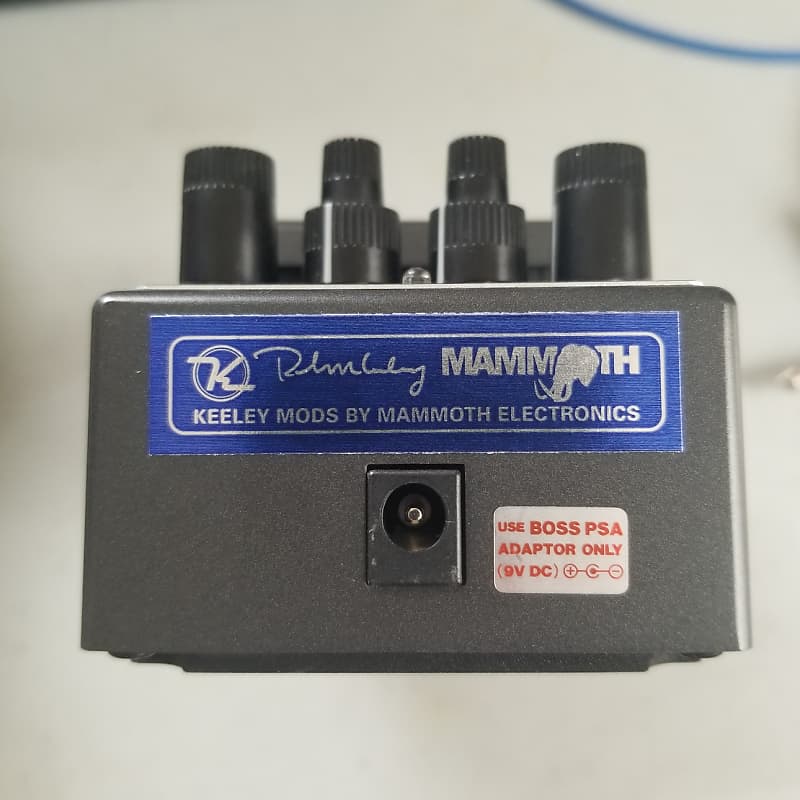 K MAMMOTH
KEELEY MODS BY MAMMOTH ELECTRONICS
USE BOSS PSA
ADAPTOR ONLY
(9V DC)